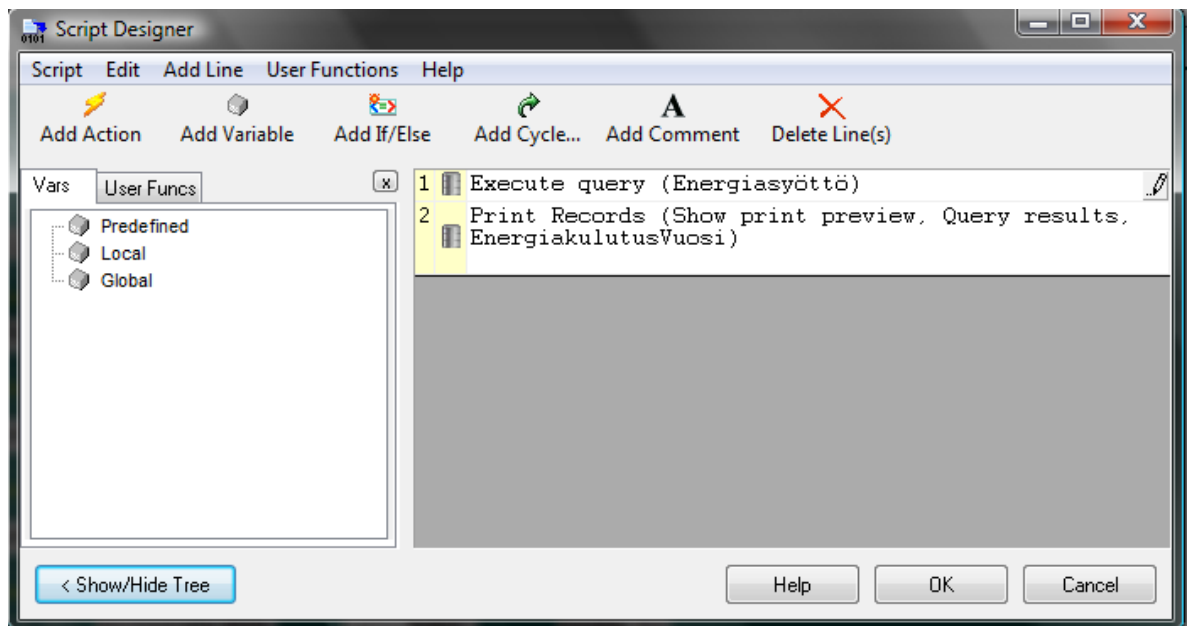 0101 Script Designer
Script Edit Add Line User Functions Help
Add Action Add Variable Add If/Else Add Cycle... A Add Comment Delete Line(s)
Vars User Funcs x
Predefined
Local
Global
1 Execute query (Energiasyöttö)
2 Print Records (Show print preview, Query results,
EnergiakulutusVuosi)
< Show/Hide Tree Help OK Cancel